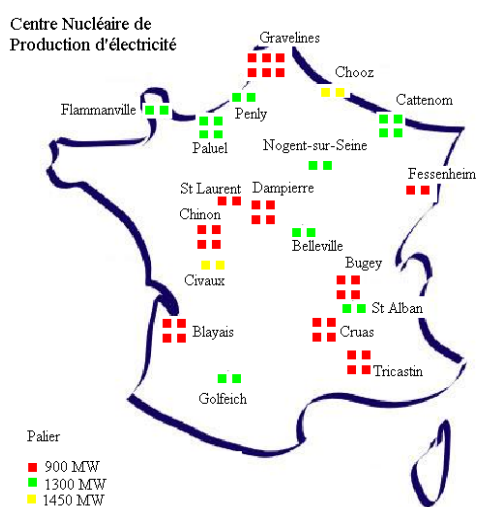 Centre Nucléaire de
Production d'électricité
Gravelines
Chooz
Flammanville
Penly
Cattenom
Paluel
Nogent-sur-Seine
Fessenheim
St Laurent
Dampierre
Chinon
Belleville
Civaux
Bugey
St Alban
Blayais
Cruas
Tricastin
Golfeich
Palier
900 MW
1300 MW
1450 MW